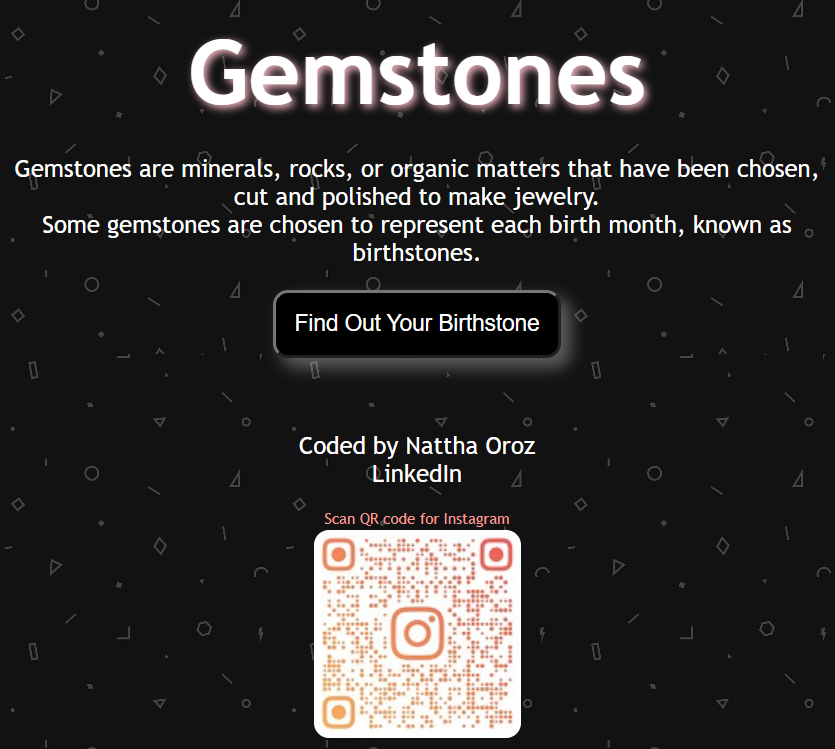 Gemstones
Gemstones are minerals, rocks, or organic matters that have been chosen,
cut and polished to make jewelry.
Some gemstones are chosen to represent each birth month, known as
birthstones.
Find Out Your Birthstone
Coded by Nattha Oroz
LinkedIn
Scan QR code for Instagram